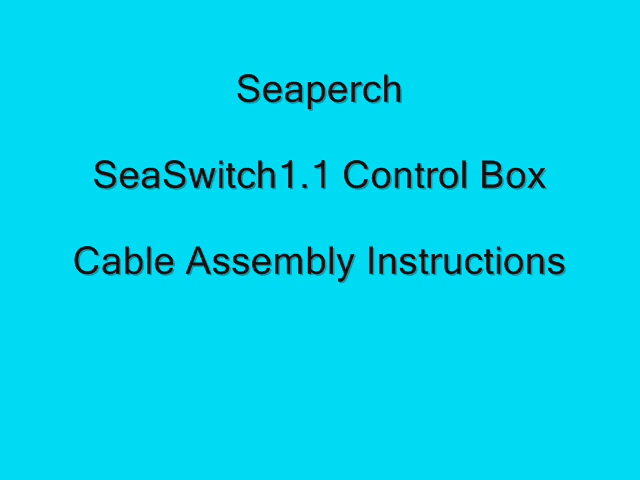 Seaperch
SeaSwitch1.1 Control Box
Cable Assembly Instructions